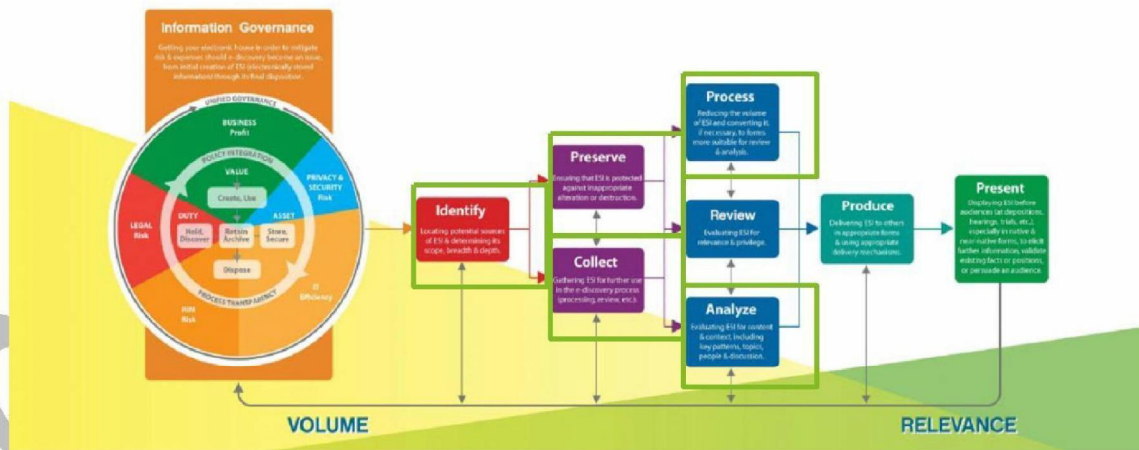 Information Governance
Getting your electronic house in order to mitigate
risk & expenses should e-discovery become an issue,
from initial creation of ESI (electronically stored
information) through its final disposition.
UNIFIED GOVERNANCE
BUSINESS
Profit
POLICY INTEGRATION
VALUE
Create, Use
PRIVACY &
SECURITY
Risk
LEGAL
Risk
DUTY
ASSET
Hold,
Discover
Retain
Archive
Store,
Secure
Dispose
PROCESS TRANSPARENCY
RIM
Risk
IT
Efficiency
Identify
Locating potential sources
of ESI & determining its
scope, breadth & depth.
Preserve
Ensuring that ESI is protected
against inappropriate
alteration or destruction.
Collect
Gathering ESI for further use
in the e-discovery process
(processing, review, etc.).
Process
Reducing the volume
of ESI and converting it,
if necessary, to forms
more suitable for review
& analysis.
Review
Evaluating ESI for
relevance & privilege.
Analyze
Evaluating ESI for content
& context, including
key patterns, topics,
people & discussion.
Produce
Delivering ESI to others
in appropriate forms
& using appropriate
delivery mechanisms.
Present
Displaying ESI before
audiences (at depositions,
hearings, trials, etc.),
especially in native &
near-native forms, to elicit
further information, validate
existing facts or positions,
or persuade an audience.
VOLUME
RELEVANCE